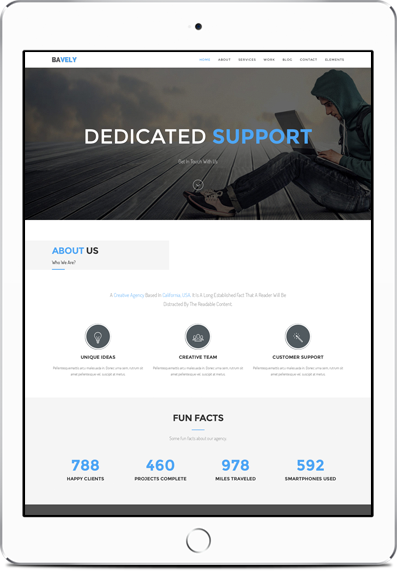 BAVELY
HOME ABOUT SERVICES WORK BLOG CONTACT ELEMENTS
DEDICATED SUPPORT
Get In Touch With Us
ABOUT US
Who We Are?
A Creative Agency Based In California, USA. It Is A Long Established Fact That A Reader Will Be
Distracted By The Readable Content
UNIQUE IDEAS CREATIVE TEAM CUSTOMER SUPPORT
FUN FACTS
Some fun facts about our agency
788 460 978 592
HAPPY CLIENTS PROJECTS COMPLETE MILES TRAVELED SMARTPHONES USED